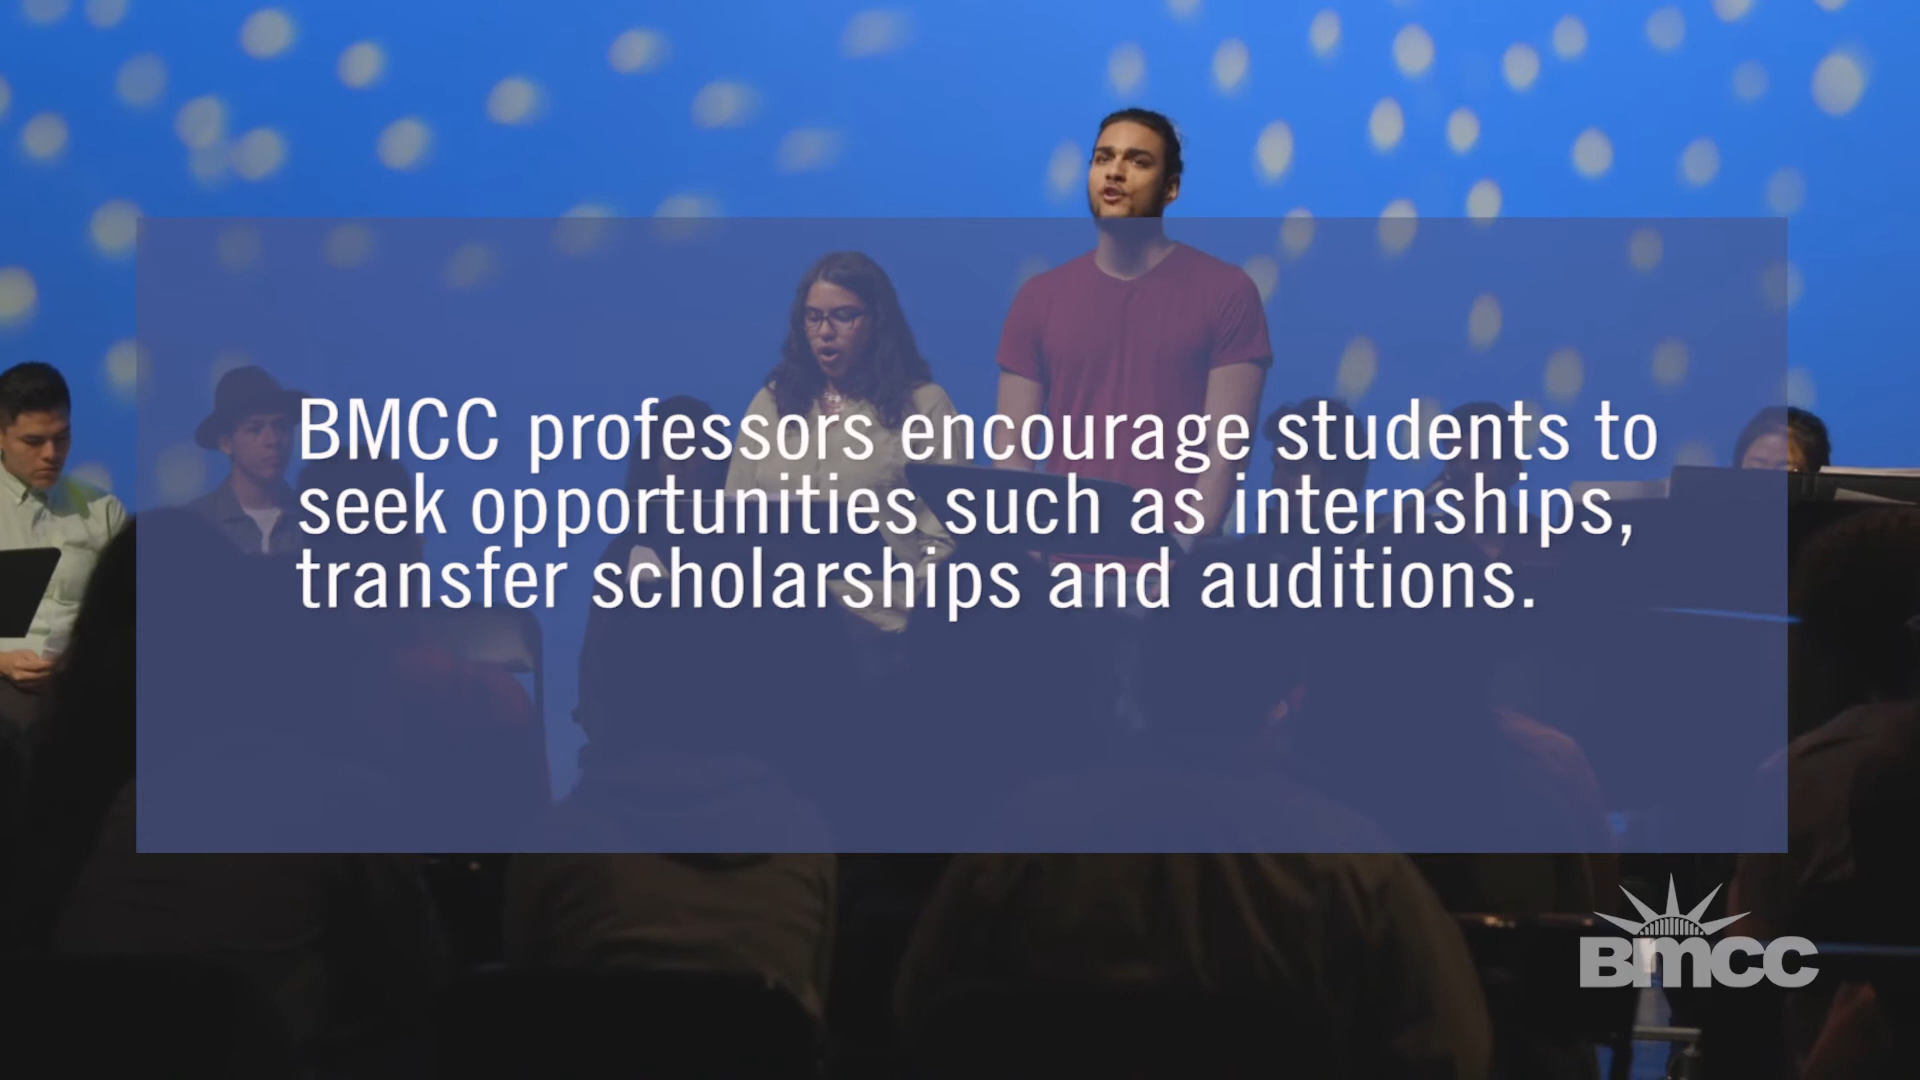 BMCC professors encourage students to
seek opportunities such as internships,
transfer scholarships and auditions.
BMCC